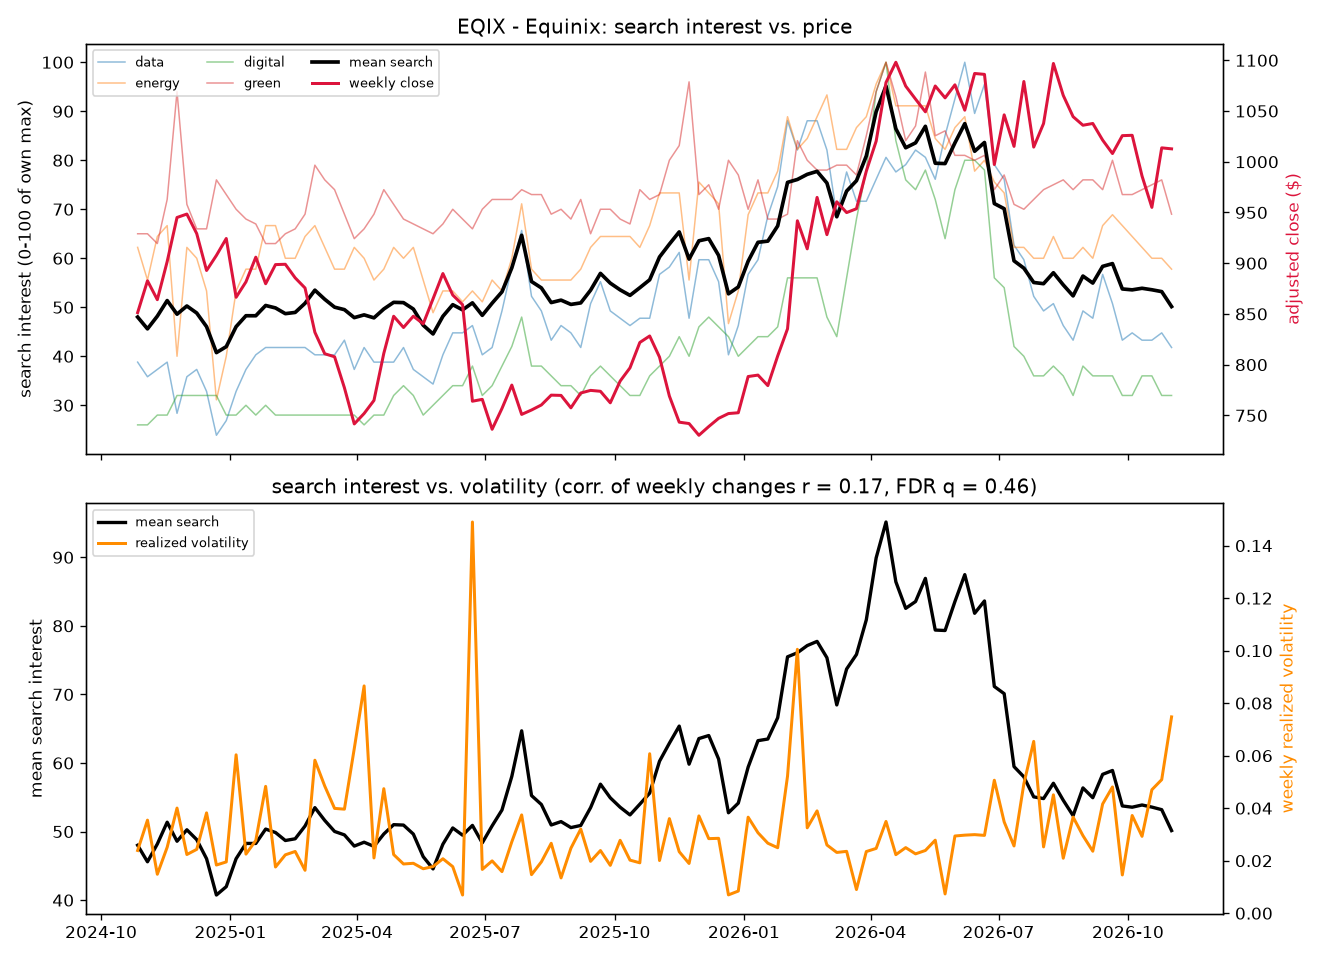 EQIX - Equinix: search interest vs. price
data
energy
digital
green
mean search
weekly close
search interest (0-100 of own max)
100
90
80
70
60
50
40
30
1100
1050
1000
950
900
850
800
750
adjusted close ($)
search interest vs. volatility (corr. of weekly changes r = 0.17, FDR q = 0.46)
mean search
realized volatility
mean search interest
90
80
70
60
50
40
0.14
0.12
0.10
0.08
0.06
0.04
0.02
0.00
weekly realized volatility
2024-10 2025-01 2025-04 2025-07 2025-10 2026-01 2026-04 2026-07 2026-10